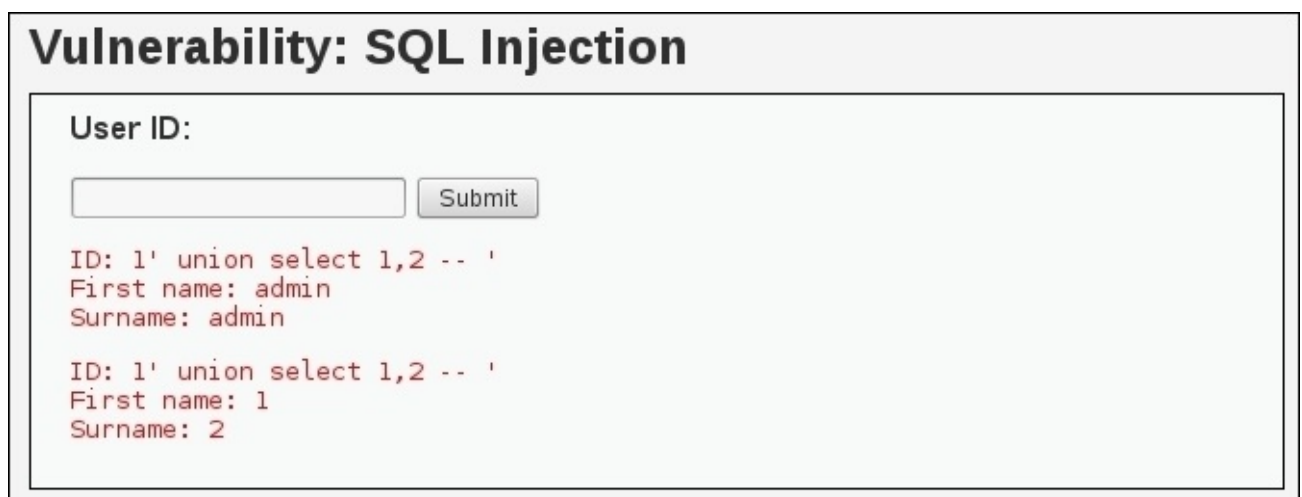 Vulnerability: SQL Injection
User ID:
Submit
ID: 1' union select 1,2 -- '
First name: admin
Surname: admin
ID: 1' union select 1,2 -- '
First name: 1
Surname: 2